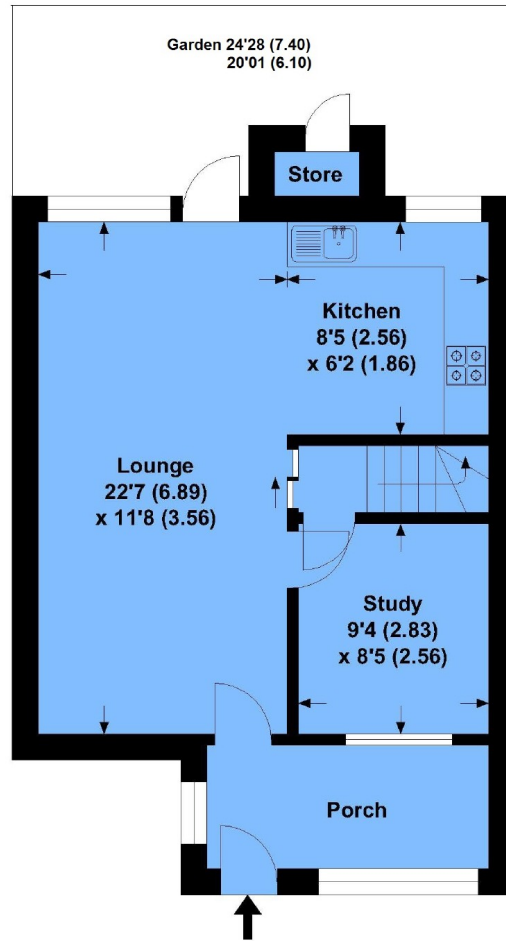 Garden 24'28 (7.40)
20'01 (6.10)
Store
Kitchen
8'5 (2.56)
x 6'2 (1.86)
Lounge
22'7 (6.89)
x 11'8 (3.56)
Study
9'4 (2.83)
x 8'5 (2.56)
Porch